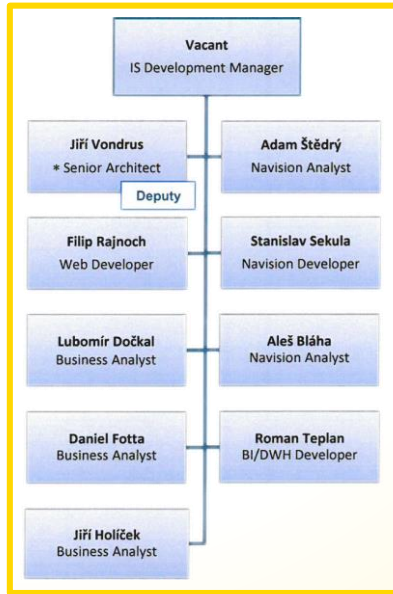 Vacant
IS Development Manager
Jiří Vondrus
* Senior Architect
Deputy
Adam Štědrý
Navision Analyst
Filip Rajnoch
Web Developer
Stanislav Sekula
Navision Developer
Lubomír Dočkal
Business Analyst
Aleš Bláha
Navision Analyst
Daniel Fotta
Business Analyst
Roman Teplan
BI/DWH Developer
Jiří Holíček
Business Analyst